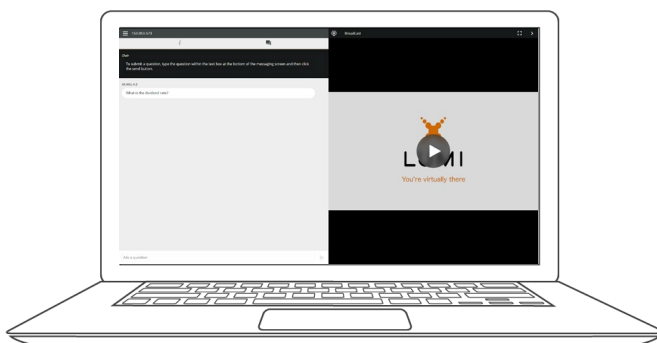 Broadcast
To submit a question, type the question within the text box at the bottom of the messaging screen and then click
the send button.
What is the dividend rate?
LUMI
You're virtually there
Ask a question